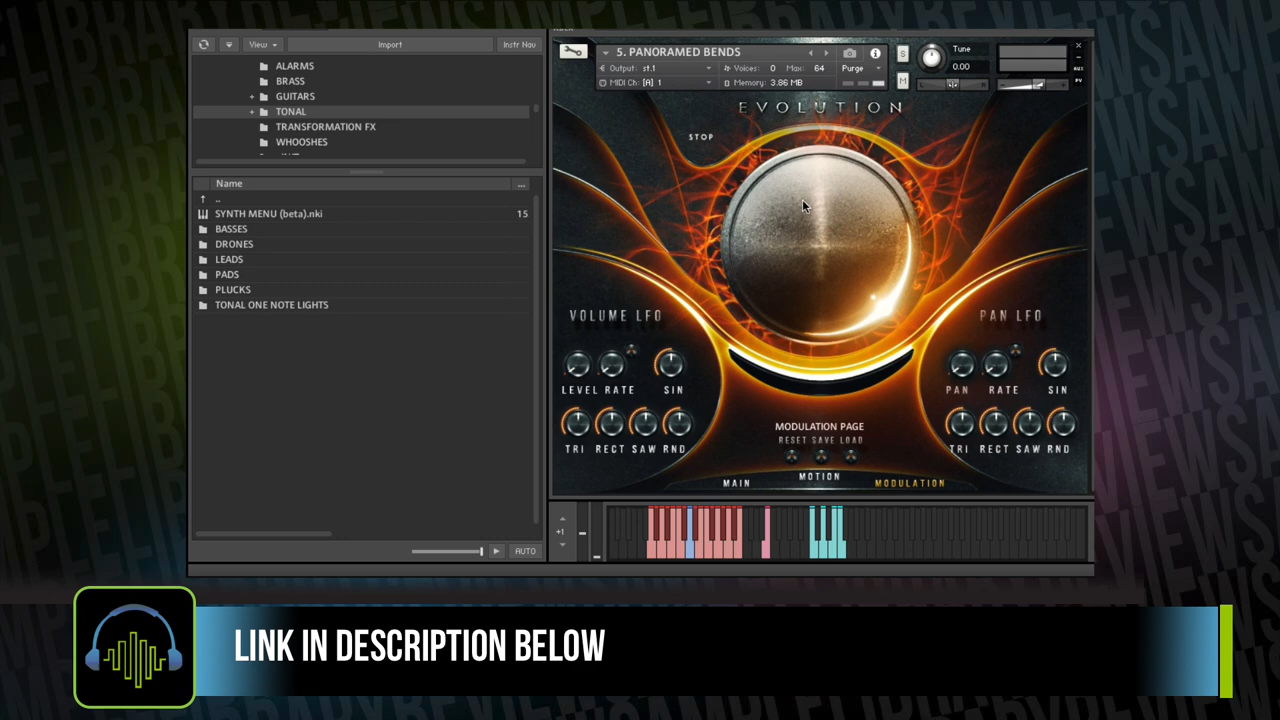 View
Import
Instr Nav
ALARMS
BRASS
+ GUITARS
+ TONAL
TRANSFORMATION FX
WHOOSHES
Name
...
..
SYNTH MENU (beta).nki 15
BASSES
DRONES
LEADS
PADS
PLUCKS
TONAL ONE NOTE LIGHTS
AUTO
5. PANORAMED BENDS
Output: st.1
Voices: 0 Max: 64 Purge
MIDI Ch: [A] 1
Memory: 3.86 MB
S
M
Tune
0.00
L R
AUX
PV
EVOLUTION
STOP
VOLUME LFO
LEVEL RATE SIN
TRI RECT SAW RND
PAN LFO
PAN RATE SIN
TRI RECT SAW RND
MODULATION PAGE
RESET SAVE LOAD
MAIN MOTION MODULATION
+1
LINK IN DESCRIPTION BELOW